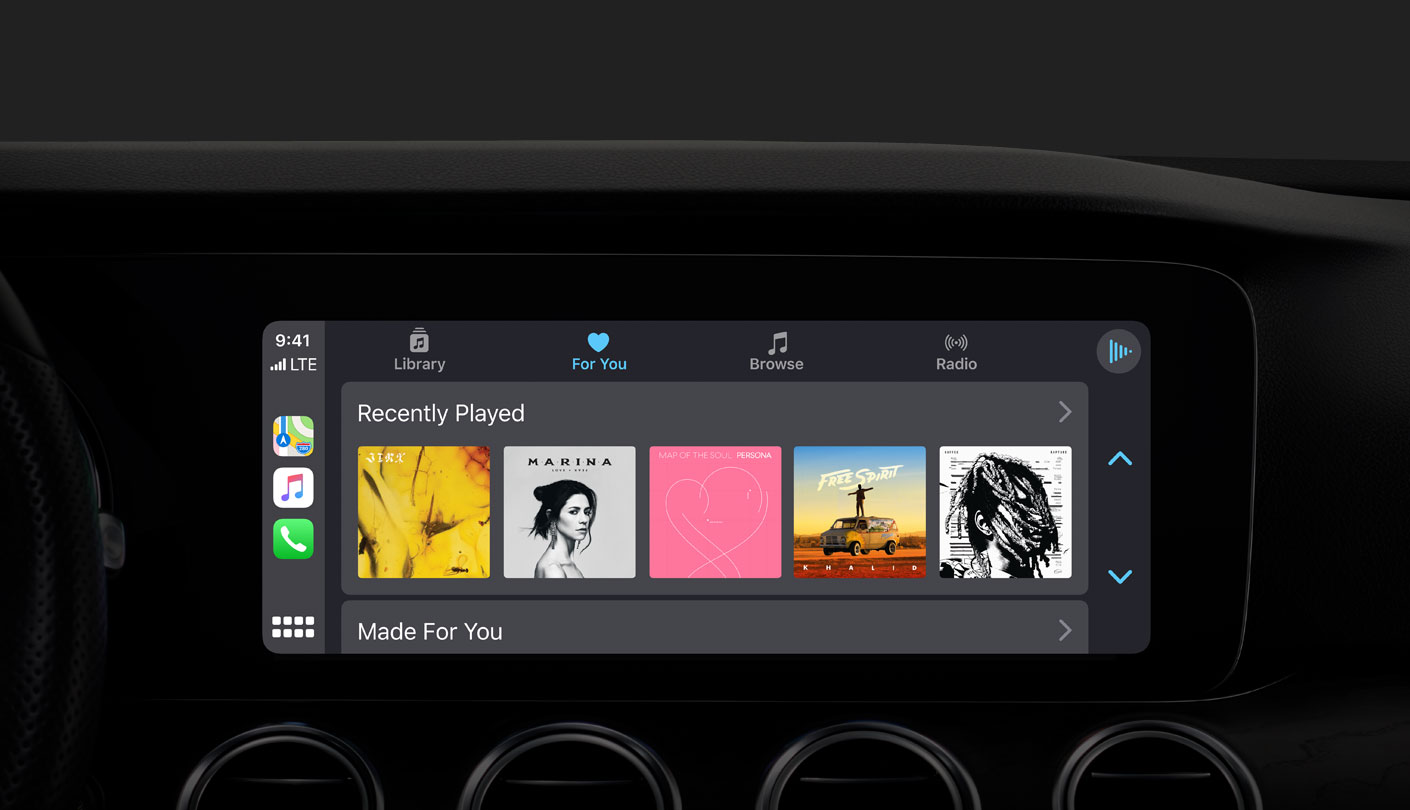 9:41
LTE
Library
For You
Browse
Radio
Recently Played
MARINA
LOVE + FEAR
MAP OF THE SOUL PERSONA
FREE SPIRIT
KHALID
280
Made For You